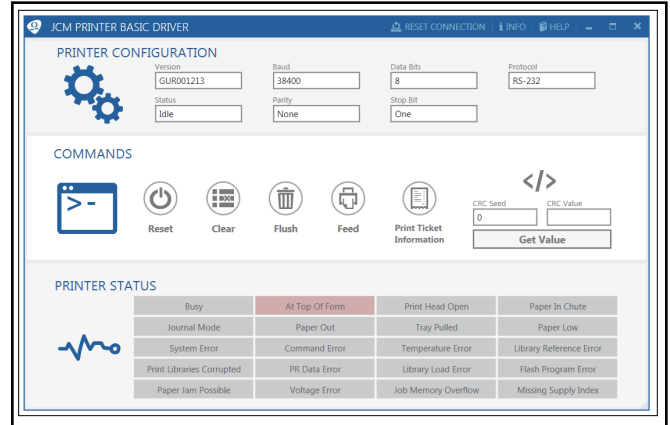 JCM PRINTER BASIC DRIVER
RESET CONNECTION
INFO
HELP
PRINTER CONFIGURATION
Version Baud Data Bits Protocol
GUR001213 38400 8 RS-232
Status Parity Stop Bit
Idle None One
COMMANDS
>-
</>
CRC Seed CRC Value
0
Reset Clear Flush Feed Print Ticket Information
Get Value
PRINTER STATUS
Busy At Top Of Form Print Head Open Paper In Chute
Journal Mode Paper Out Tray Pulled Paper Low
System Error Command Error Temperature Error Library Reference Error
Print Libraries Corrupted PR Data Error Library Load Error Flash Program Error
Paper Jam Possible Voltage Error Job Memory Overflow Missing Supply Index